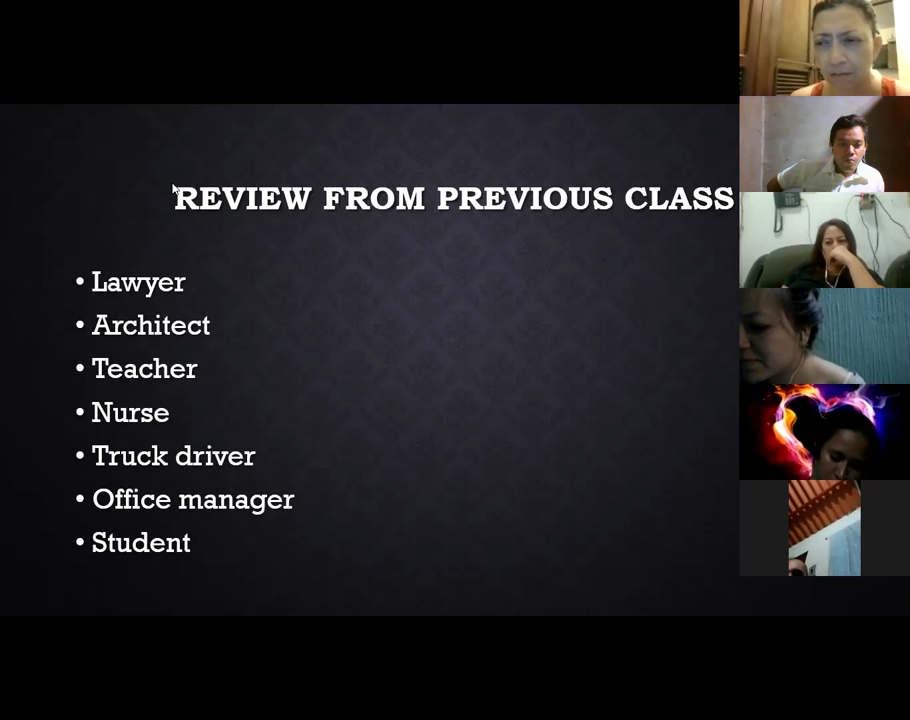 REVIEW FROM PREVIOUS CLASS
• Lawyer
• Architect
• Teacher
• Nurse
• Truck driver
• Office manager
• Student